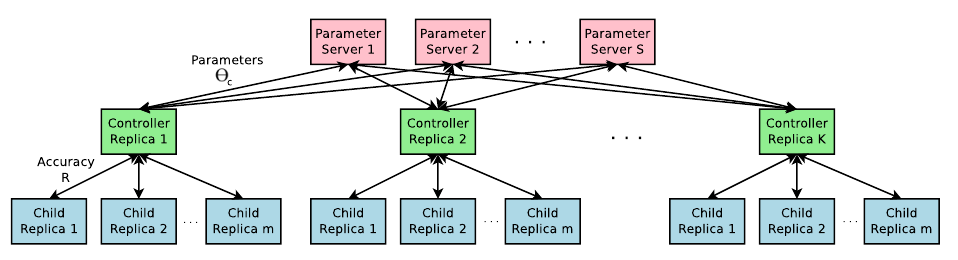 Parameter
Server 1
Parameter
Server 2
. . .
Parameter
Server S
Parameters
θc
Controller
Replica 1
Controller
Replica 2
. . .
Controller
Replica K
Accuracy
R
Child
Replica 1
Child
Replica 2
...
Child
Replica m
Child
Replica 1
Child
Replica 2
...
Child
Replica m
Child
Replica 1
Child
Replica 2
...
Child
Replica m